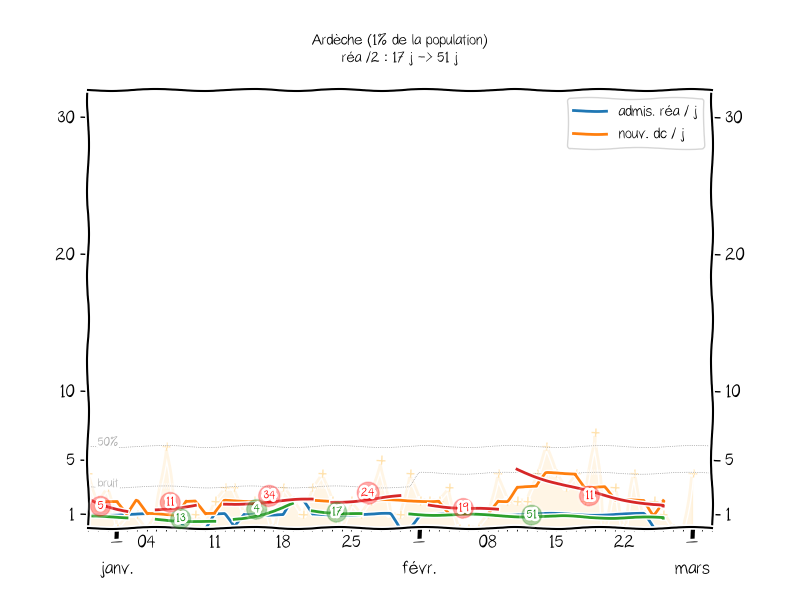 Ardèche (1% de la population)
réa /2 : 17 j -> 51 j
admis. réa / j
nouv. dc / j
30 30
20 20
10 10
50%
5 5
bruit
1 1
5 11 13 34 4 24 17 19 51 11
04 11 18 25 08 15 22
janv. févr. mars